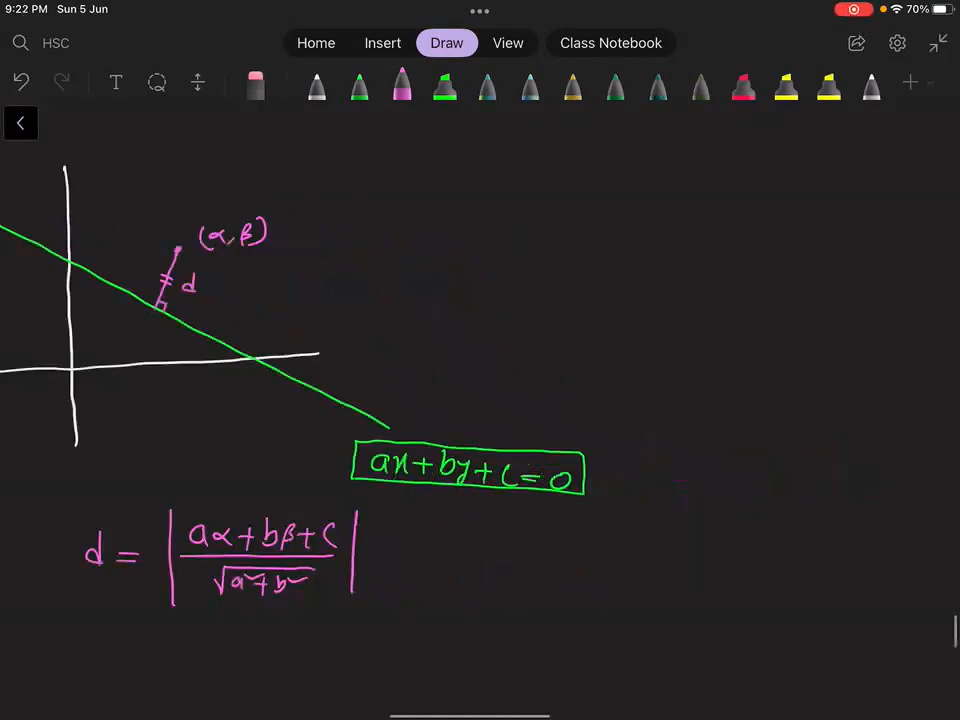 9:22 PM Sun 5 Jun
70%
HSC
Home Insert Draw View Class Notebook
T
(α, β)
d
ax+by+c=0
d = |aα+bβ+c / √a²+b²|